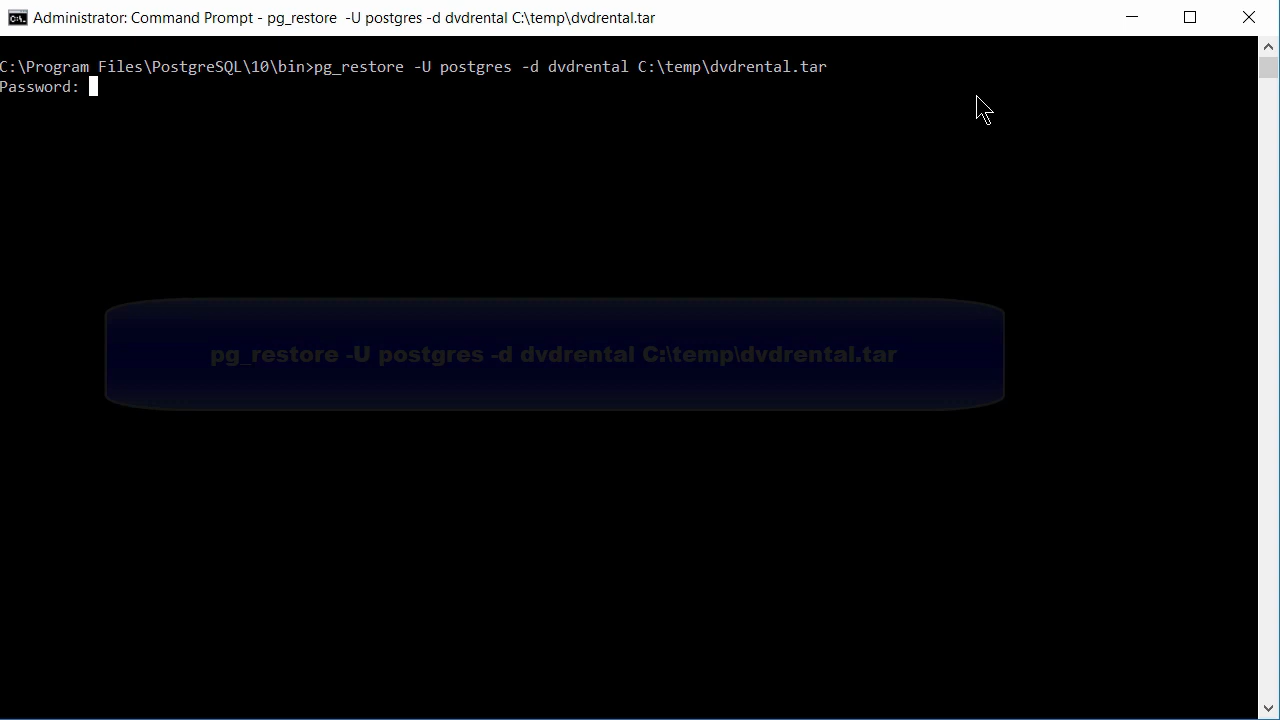 Administrator: Command Prompt - pg_restore  -U postgres -d dvdrental C:\temp\dvdrental.tar
C:\Program Files\PostgreSQL\10\bin>pg_restore -U postgres -d dvdrental C:\temp\dvdrental.tar
Password:
pg_restore -U postgres -d dvdrental C:\temp\dvdrental.tar